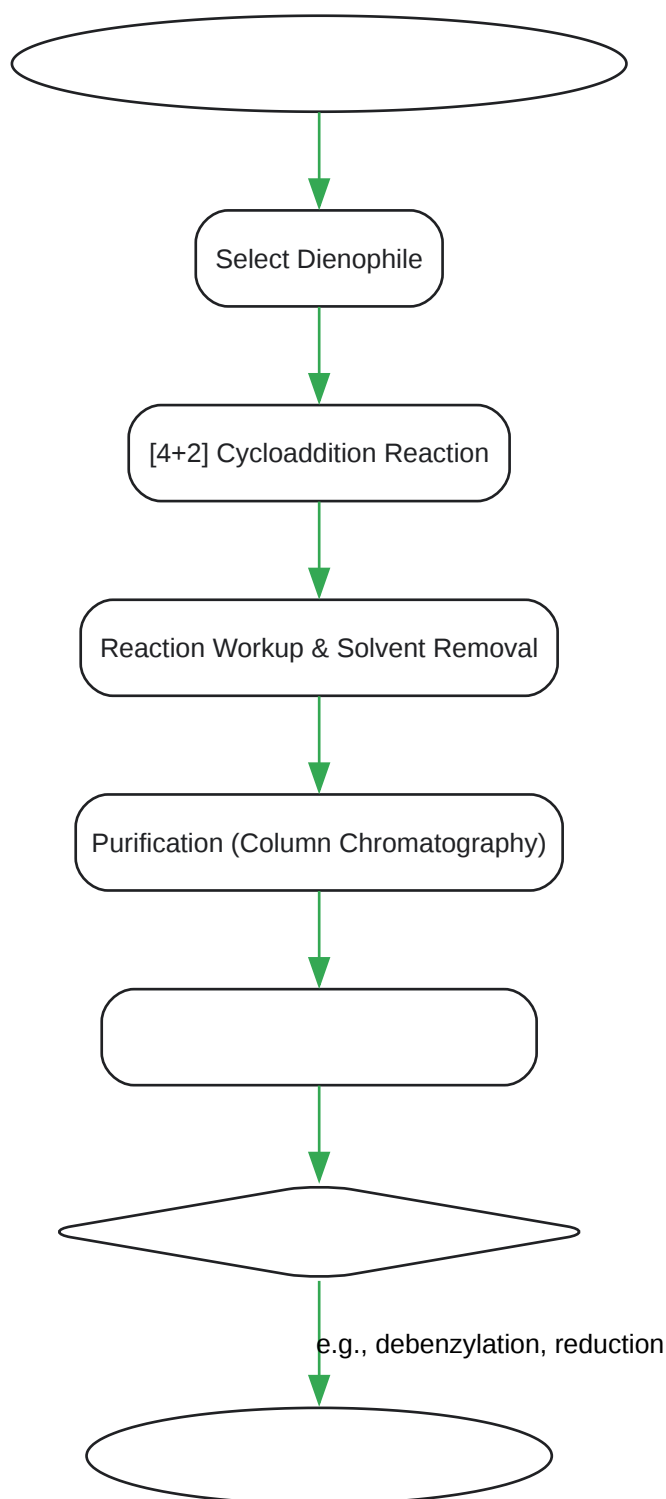 Select Dienophile
[4+2] Cycloaddition Reaction
Reaction Workup & Solvent Removal
Purification (Column Chromatography)
e.g., debenzylation, reduction